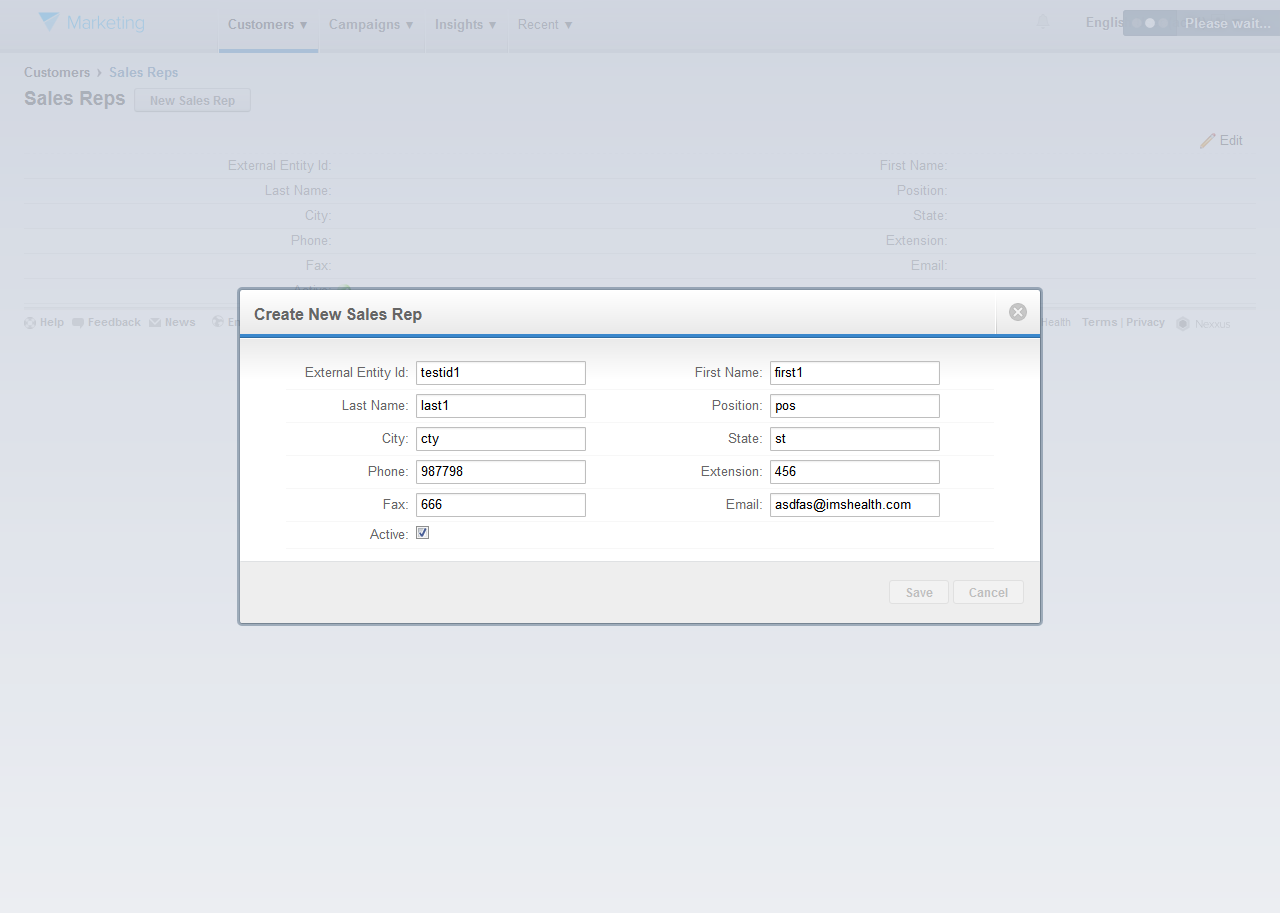 Marketing
Customers ▼ Campaigns ▼ Insights ▼ Recent ▼ Englis Please wait...
Customers › Sales Reps
Sales Reps New Sales Rep
Edit
External Entity Id: First Name:
Last Name: Position:
City: State:
Phone: Extension:
Fax: Email:
Active:
Create New Sales Rep
Help Feedback News En Health Terms | Privacy Nexxus
External Entity Id: testid1 First Name: first1
Last Name: last1 Position: pos
City: cty State: st
Phone: 987798 Extension: 456
Fax: 666 Email: asdfas@imshealth.com
Active:
Save Cancel